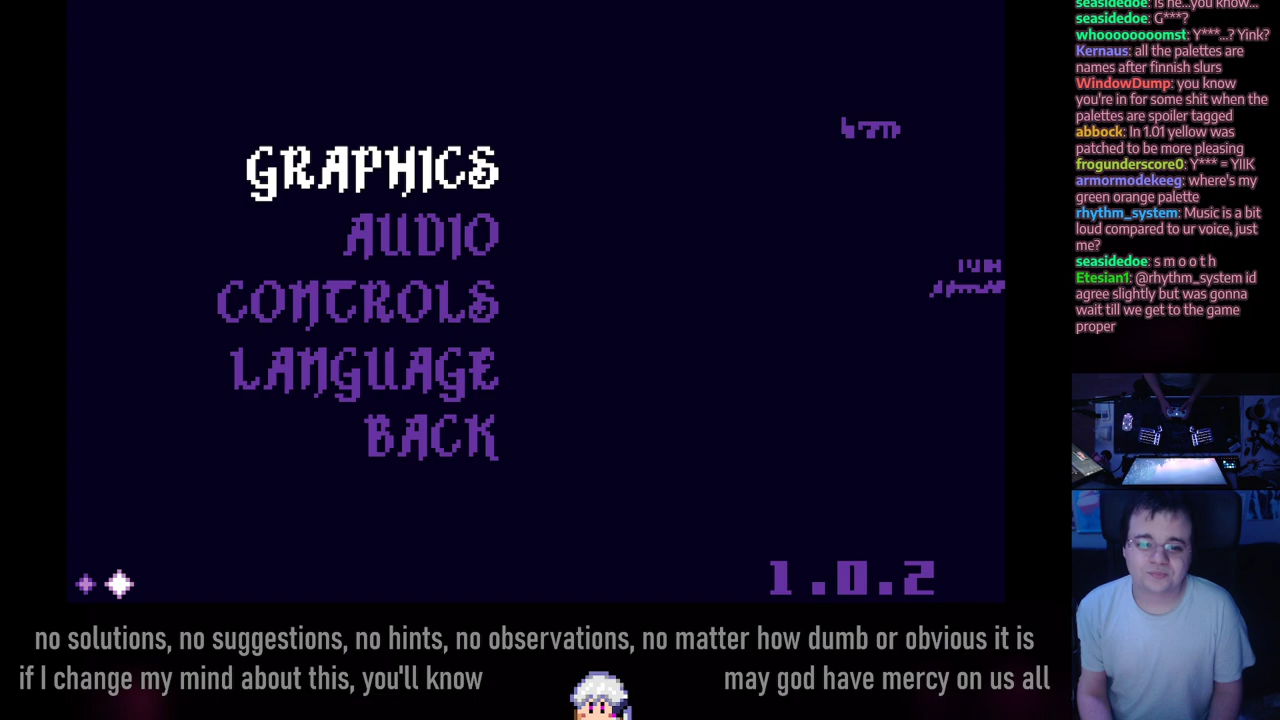 GRAPHICS
AUDIO
CONTROLS
LANGUAGE
BACK
1.0.2
seasidedoe: is he...you know...
seasidedoe: G***?
whoooooooomst: Y***...? Yink?
Kernaus: all the palettes are
names after finnish slurs
WindowDump: you know
you're in for some shit when the
palettes are spoiler tagged
abbock: In 1.01 yellow was
patched to be more pleasing
frogunderscore0: Y*** = YIIK
armormodekeeg: where's my
green orange palette
rhythm_system: Music is a bit
loud compared to ur voice, just
me?
seasidedoe: s m o o t h
Etesian1: @rhythm_system id
agree slightly but was gonna
wait till we get to the game
proper
no solutions, no suggestions, no hints, no observations, no matter how dumb or obvious it is
if I change my mind about this, you'll know
may god have mercy on us all